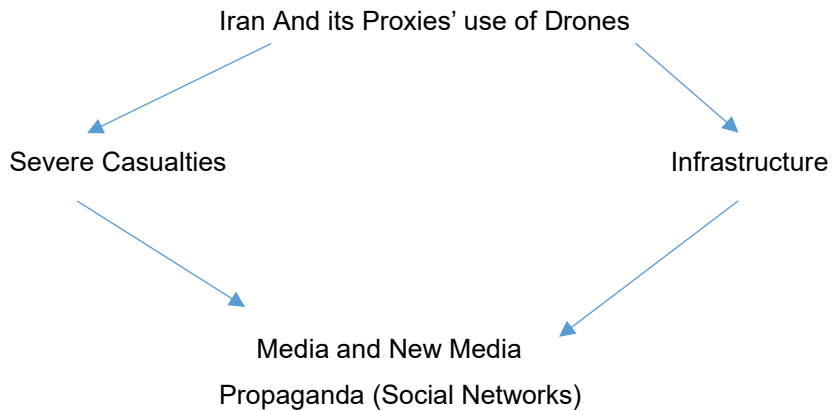 Iran And its Proxies’ use of Drones
Severe Casualties
Infrastructure
Media and New Media
Propaganda (Social Networks)